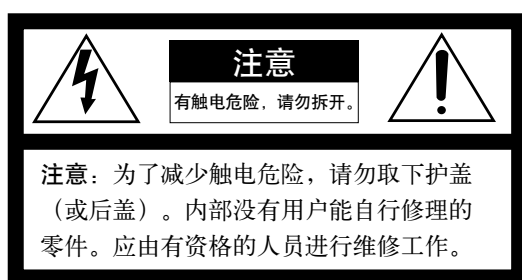 注意
有触电危险，请勿拆开。
注意：为了减少触电危险，请勿取下护盖
（或后盖）。内部没有用户能自行修理的
零件。应由有资格的人员进行维修工作。